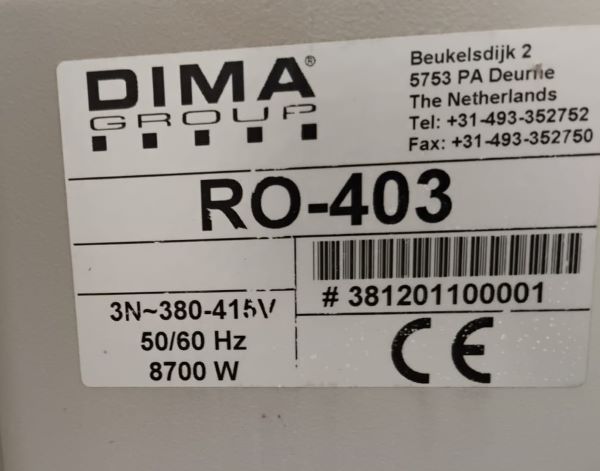 DIMA®
GROUP
Beukelsdijk 2
5753 PA Deurne
The Netherlands
Tel: +31-493-352752
Fax: +31-493-352750
RO-403
3N~380-415V
50/60 Hz
8700 W
# 381201100001
CE